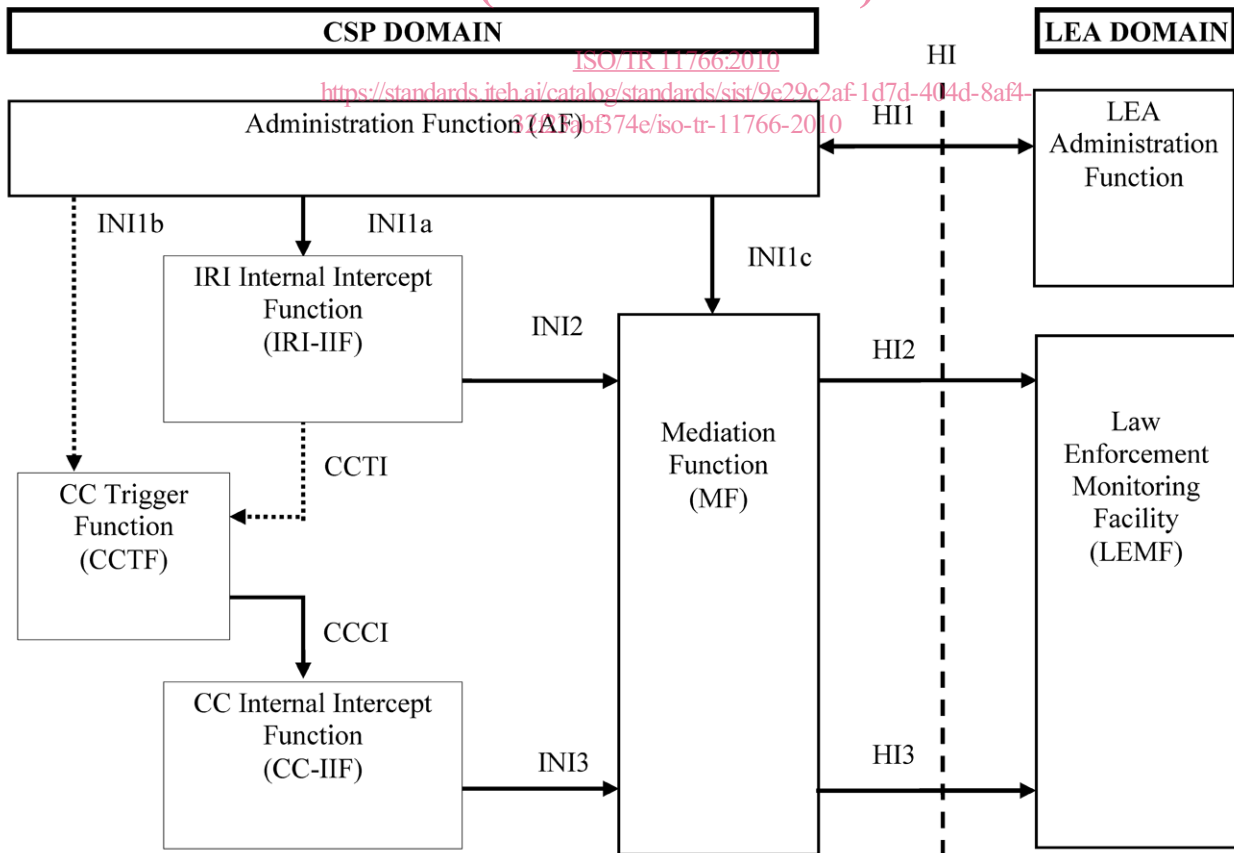 CSP DOMAIN
LEA DOMAIN
ISO/TR 11766:2010
HI
https://standards.iteh.ai/catalog/standards/sist/9e29c2af-1d7d-404d-8af4-
Administration Function (AF)
HI1
LEA
Administration
Function
INI1b
INI1a
INI1c
IRI Internal Intercept
Function
(IRI-IIF)
INI2
HI2
Mediation
Function
(MF)
Law
Enforcement
Monitoring
Facility
(LEMF)
CCTI
CC Trigger
Function
(CCTF)
CCCI
CC Internal Intercept
Function
(CC-IIF)
INI3
HI3